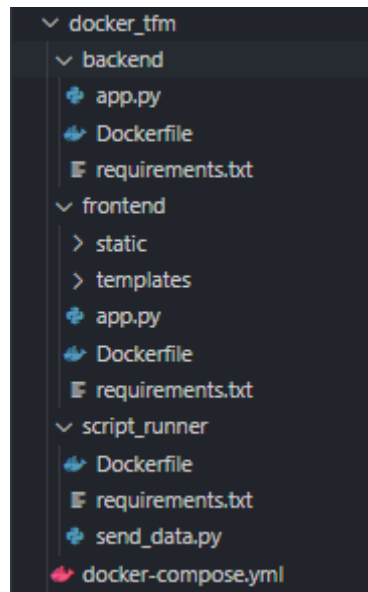 docker_tfm
backend
app.py
Dockerfile
requirements.txt
frontend
static
templates
app.py
Dockerfile
requirements.txt
script_runner
Dockerfile
requirements.txt
send_data.py
docker-compose.yml